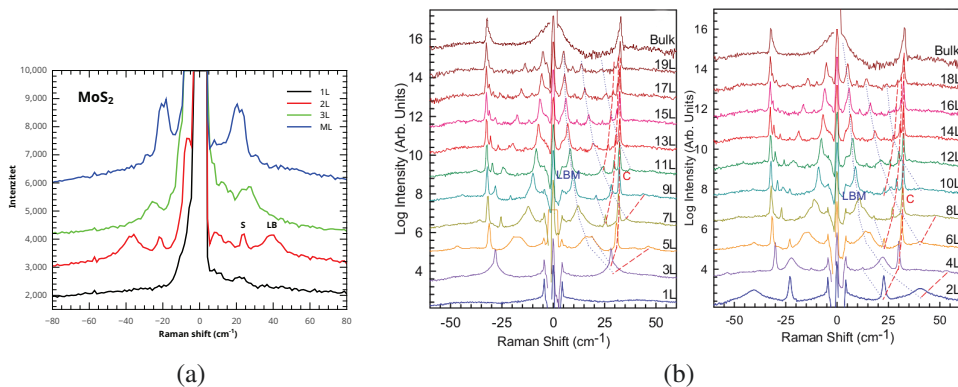 MoS2
1L
2L
3L
ML
S
LB
10,000
9,000
8,000
7,000
6,000
5,000
4,000
3,000
2,000
Intenzitet
−80 −60 −40 −20 0 20 40 60 80
Raman shift (cm-1)
(a)
Log Intensity (Arb. Units)
16
14
12
10
8
6
4
Bulk
19L
17L
15L
13L
11L
9L
7L
5L
3L
1L
LBM
C
-50 -25 0 25 50
Raman Shift (cm-1)
Log Intensity (Arb. Units)
16
14
12
10
8
6
4
Bulk
18L
16L
14L
12L
10L
8L
6L
4L
2L
LBM
C
-50 -25 0 25 50
Raman Shift (cm-1)
(b)